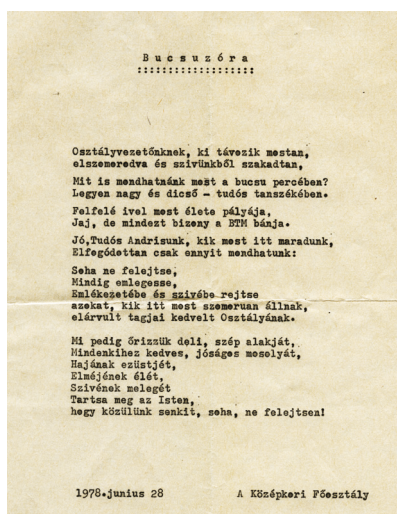 Bucsuzóra
:::::::::::::::::::
Osztályvezetőnknek, ki távozik mostan,
elszomorodva és szivünkből szakadtan,
Mit is mondhatnánk most a bucsu percében?
Legyen nagy és dicső - tudós tanszékében.
Felfelé ivel most élete pályája,
Jaj, de mindezt bizony a BTM bánja.
Jó,Tudós Andrisunk, kik most itt maradunk,
Elfogódottan csak ennyit mondhatunk:
Soha ne felejtse,
Mindig emlegesse,
Emlékezetébe és szivébe rejtse
azokat, kik itt most szomoruan állnak,
elárvult tagjai kedvelt Osztályának.
Mi pedig őrizzük deli, szép alakját,
Mindenkihez kedves, jóságos mosolyát,
Hajának ezüstjét,
Elméjének élét,
Szivének melegét
Tartsa meg az Isten,
hogy közülünk senkit, soha, ne felejtsen!
1978.junius 28 A Középkori Főosztály